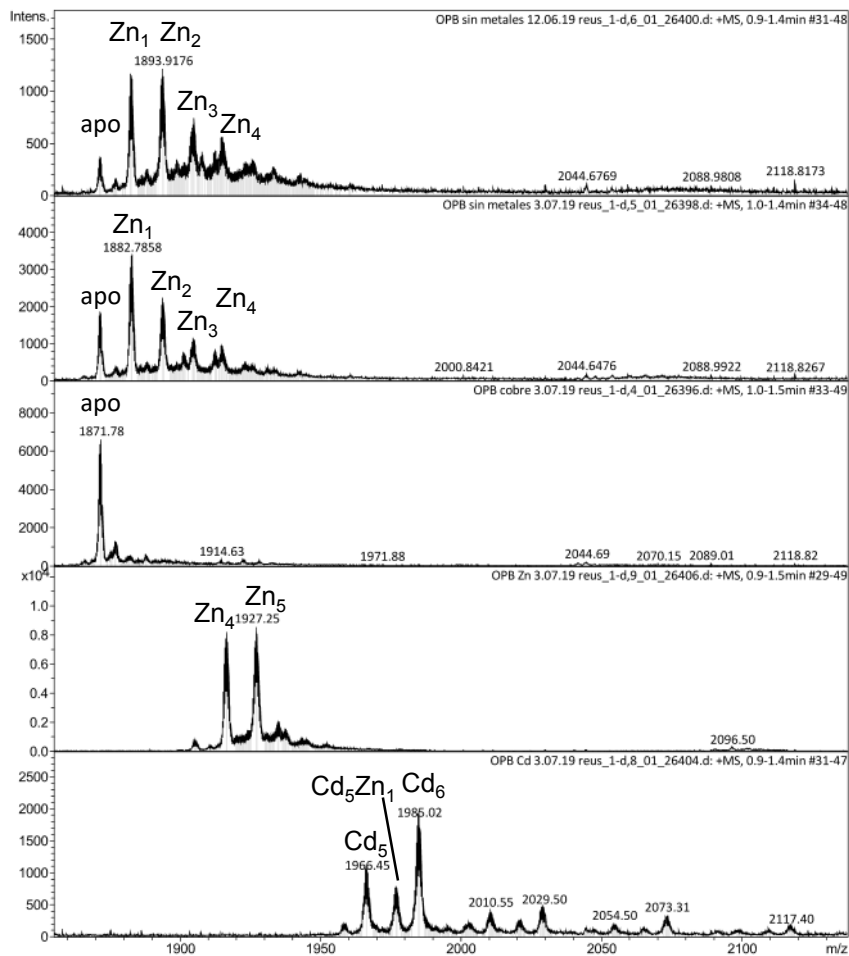 Intens.
OPB sin metales 12.06.19 reus_1-d,6_01_26400.d: +MS, 0.9-1.4min #31-48
1500
Zn1 Zn2
1893.9176
1000
Zn3
apo
Zn4
500
2044.6769 2088.9808 2118.8173
0
OPB sin metales 3.07.19 reus_1-d,5_01_26398.d: +MS, 1.0-1.4min #34-48
4000
Zn1
1882.7858
3000
Zn2
apo
Zn3 Zn4
2000
1000
2000.8421 2044.6476 2088.9922 2118.8267
0
OPB cobre 3.07.19 reus_1-d,4_01_26396.d: +MS, 1.0-1.5min #33-49
apo
8000
1871.78
6000
4000
2000
1914.63 1971.88 2044.69 2070.15 2089.01 2118.82
0
x10⁴
OPB Zn 3.07.19 reus_1-d,9_01_26406.d: +MS, 0.9-1.5min #29-49
Zn4 Zn5
1927.25
1.0
0.8
0.6
0.4
0.2
2096.50
0.0
OPB Cd 3.07.19 reus_1-d,8_01_26404.d: +MS, 0.9-1.4min #31-47
2500
Cd5Zn1 Cd6
2000
1985.02
1500
Cd5
1966.45
1000
500
2010.55 2029.50 2054.50 2073.31 2117.40
0
1900 1950 2000 2050 2100 m/z